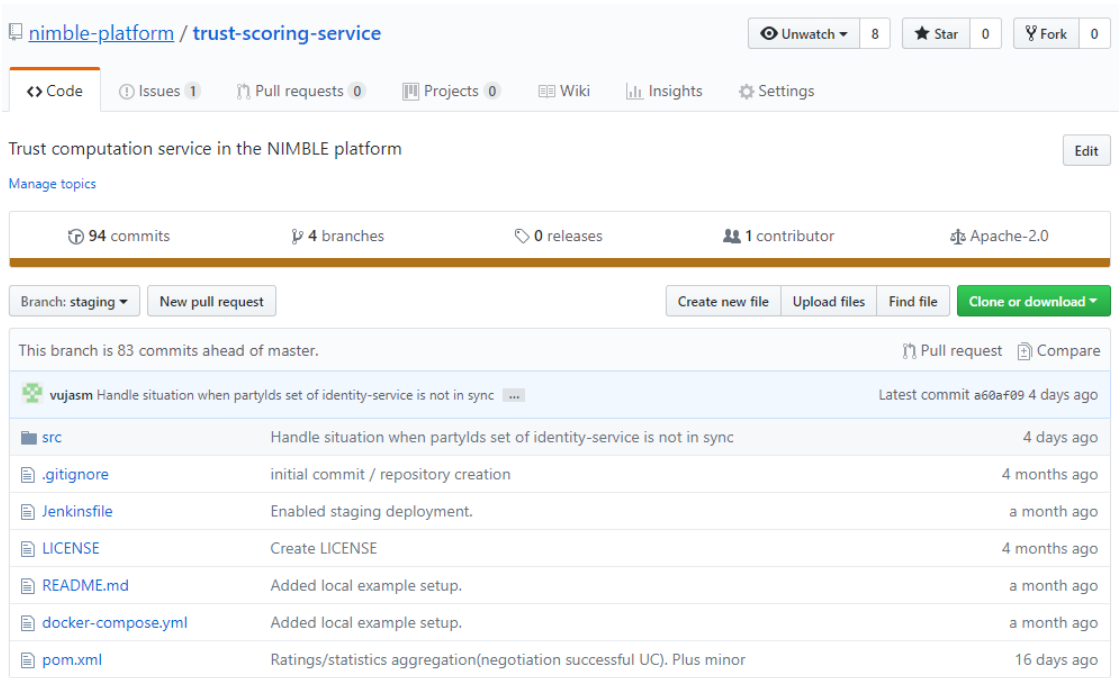 nimble-platform / trust-scoring-service Unwatch 8 Star 0 Fork 0
Code Issues 1 Pull requests 0 Projects 0 Wiki Insights Settings
Trust computation service in the NIMBLE platform Edit
Manage topics
94 commits 4 branches 0 releases 1 contributor Apache-2.0
Branch: staging New pull request Create new file Upload files Find file Clone or download
This branch is 83 commits ahead of master. Pull request Compare
vujasm Handle situation when partyIds set of identity-service is not in sync ... Latest commit a60af09 4 days ago
src Handle situation when partyIds set of identity-service is not in sync 4 days ago
.gitignore initial commit / repository creation 4 months ago
Jenkinsfile Enabled staging deployment. a month ago
LICENSE Create LICENSE 4 months ago
README.md Added local example setup. a month ago
docker-compose.yml Added local example setup. a month ago
pom.xml Ratings/statistics aggregation(negotiation successful UC). Plus minor 16 days ago